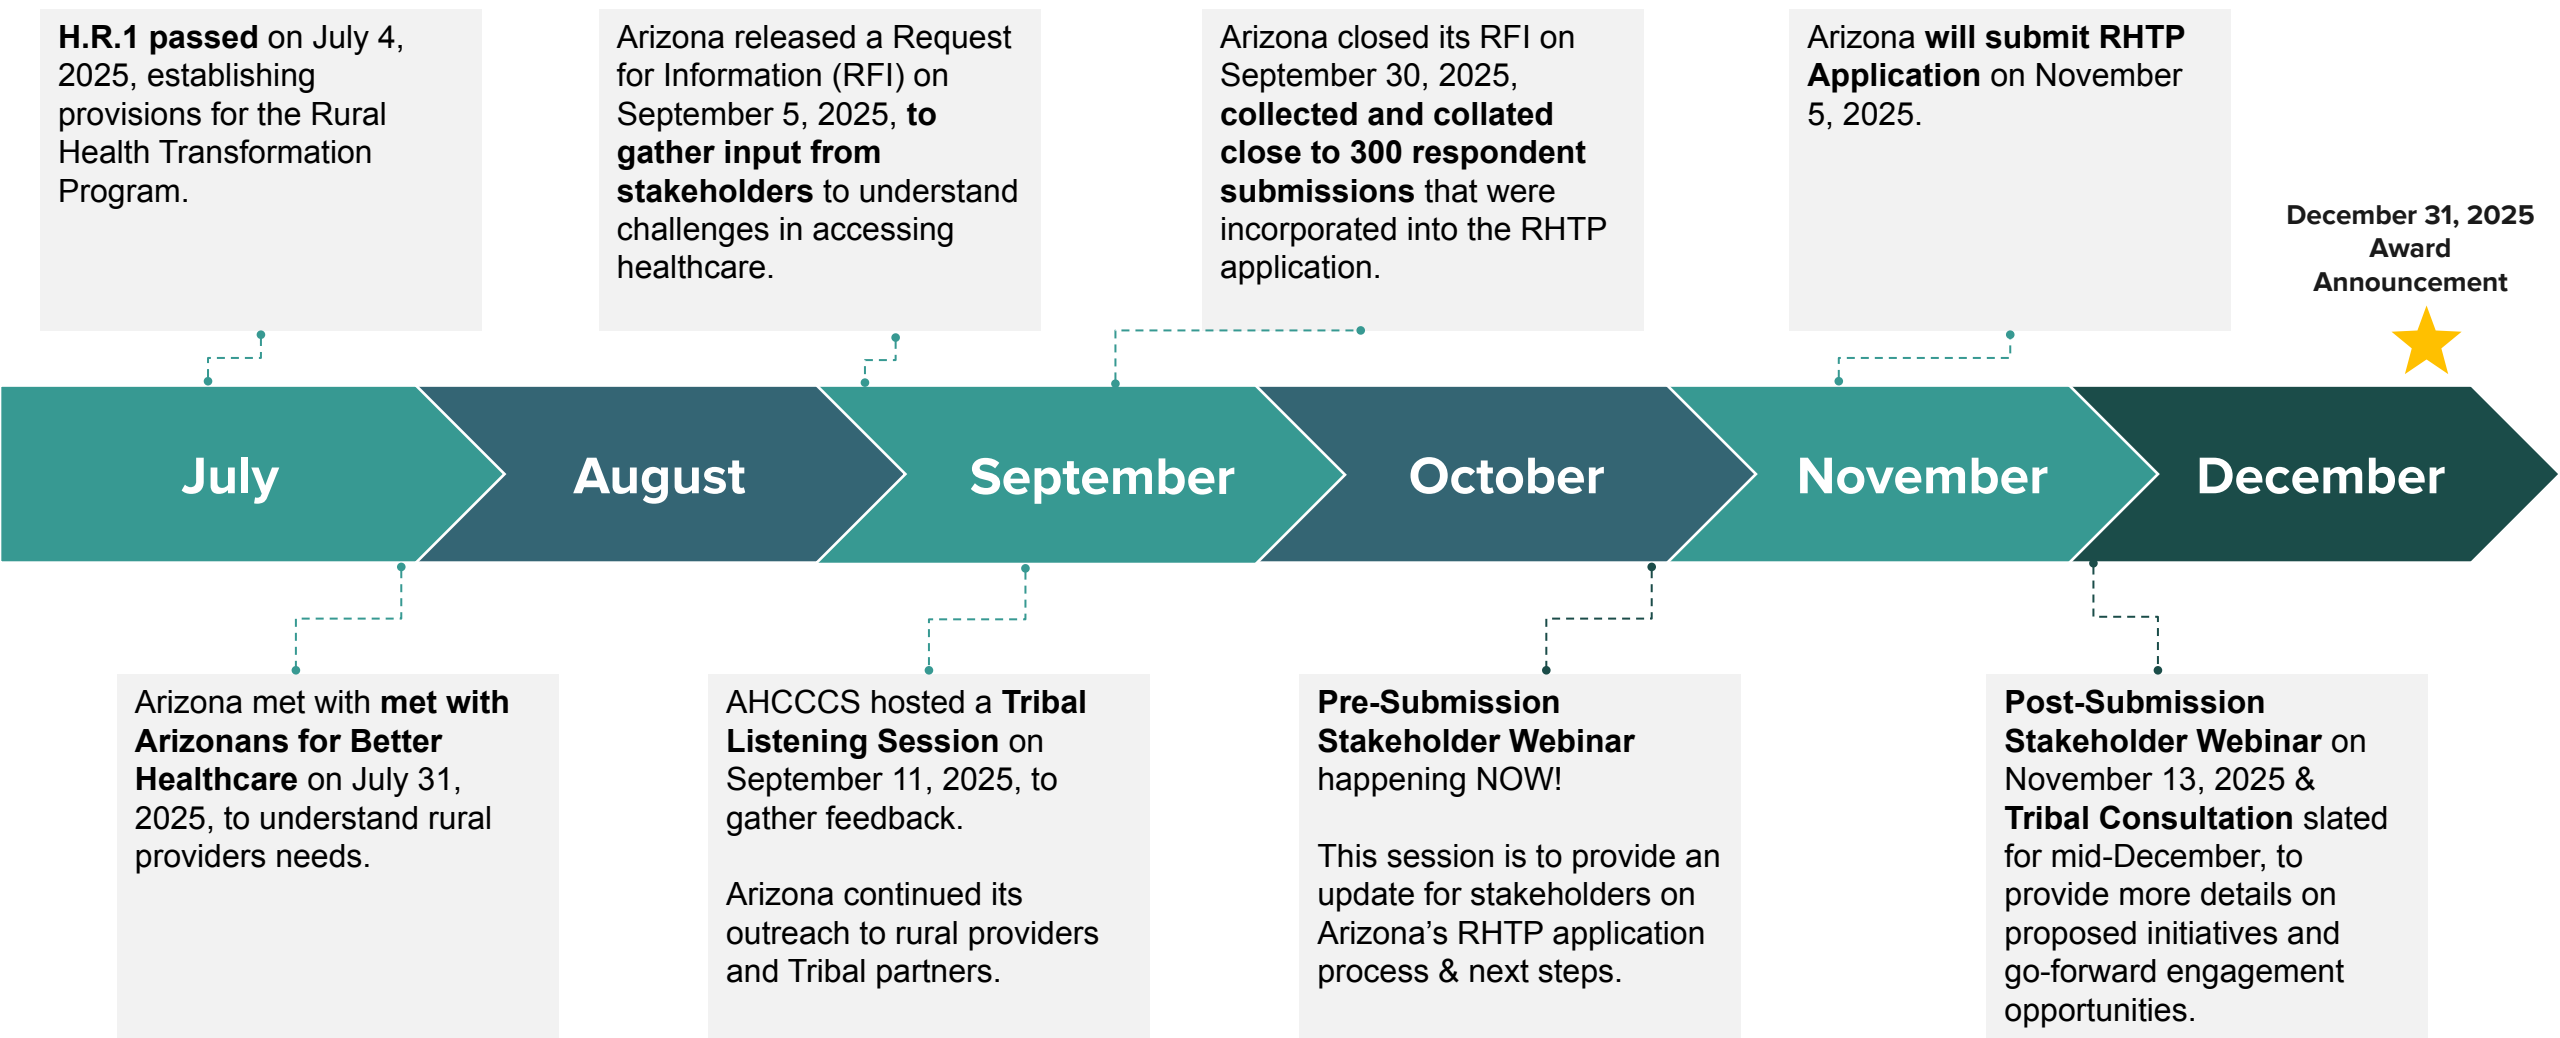 H.R.1 passed on July 4,
2025, establishing
provisions for the Rural
Health Transformation
Program.
Arizona released a Request
for Information (RFI) on
September 5, 2025, to
gather input from
stakeholders to understand
challenges in accessing
healthcare.
Arizona closed its RFI on
September 30, 2025,
collected and collated
close to 300 respondent
submissions that were
incorporated into the RHTP
application.
Arizona will submit RHTP
Application on November
5, 2025.
December 31, 2025
Award
Announcement
July
August
September
October
November
December
Arizona met with met with
Arizonans for Better
Healthcare on July 31,
2025, to understand rural
providers needs.
AHCCCS hosted a Tribal
Listening Session on
September 11, 2025, to
gather feedback.
Arizona continued its
outreach to rural providers
and Tribal partners.
Pre-Submission
Stakeholder Webinar
happening NOW!
This session is to provide an
update for stakeholders on
Arizona’s RHTP application
process & next steps.
Post-Submission
Stakeholder Webinar on
November 13, 2025 &
Tribal Consultation slated
for mid-December, to
provide more details on
proposed initiatives and
go-forward engagement
opportunities.